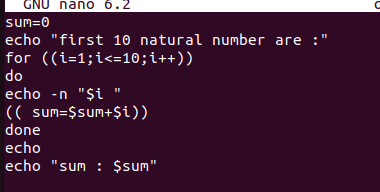 GNU nano 6.2
sum=0
echo "first 10 natural number are :"
for ((i=1;i<=10;i++))
do
echo -n "$i "
(( sum=$sum+$i))
done
echo
echo "sum : $sum"